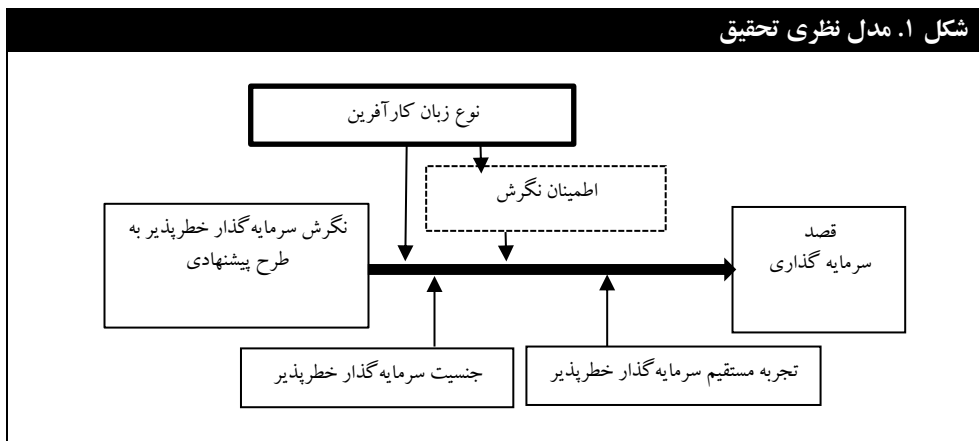 شکل ۱. مدل نظری تحقیق
نوع زبان کارآفرین
اطمینان نگرش
نگرش سرمایه‌گذار خطرپذیر به
طرح پیشنهادی
قصد
سرمایه گذاری
تجربه مستقیم سرمایه‌گذار خطرپذیر
جنسیت سرمایه‌گذار خطرپذیر